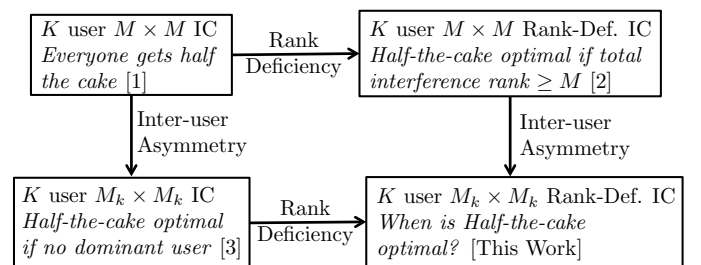 K user M × M IC
Everyone gets half
the cake [1]
Rank
Deficiency
K user M × M Rank-Def. IC
Half-the-cake optimal if total
interference rank ≥ M [2]
Inter-user
Asymmetry
Inter-user
Asymmetry
K user M_k × M_k IC
Half-the-cake optimal
if no dominant user [3]
Rank
Deficiency
K user M_k × M_k Rank-Def. IC
When is Half-the-cake
optimal? [This Work]